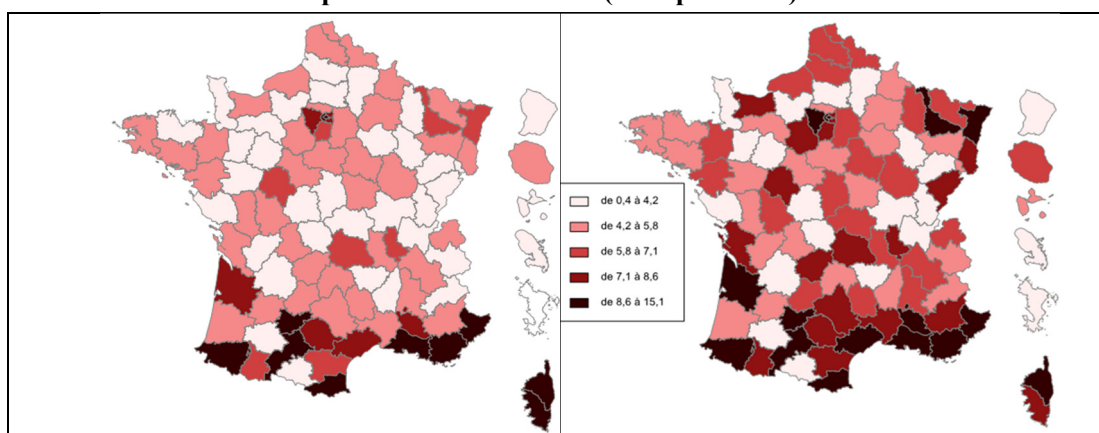 de 0,4 à 4,2
de 4,2 à 5,8
de 5,8 à 7,1
de 7,1 à 8,6
de 8,6 à 15,1